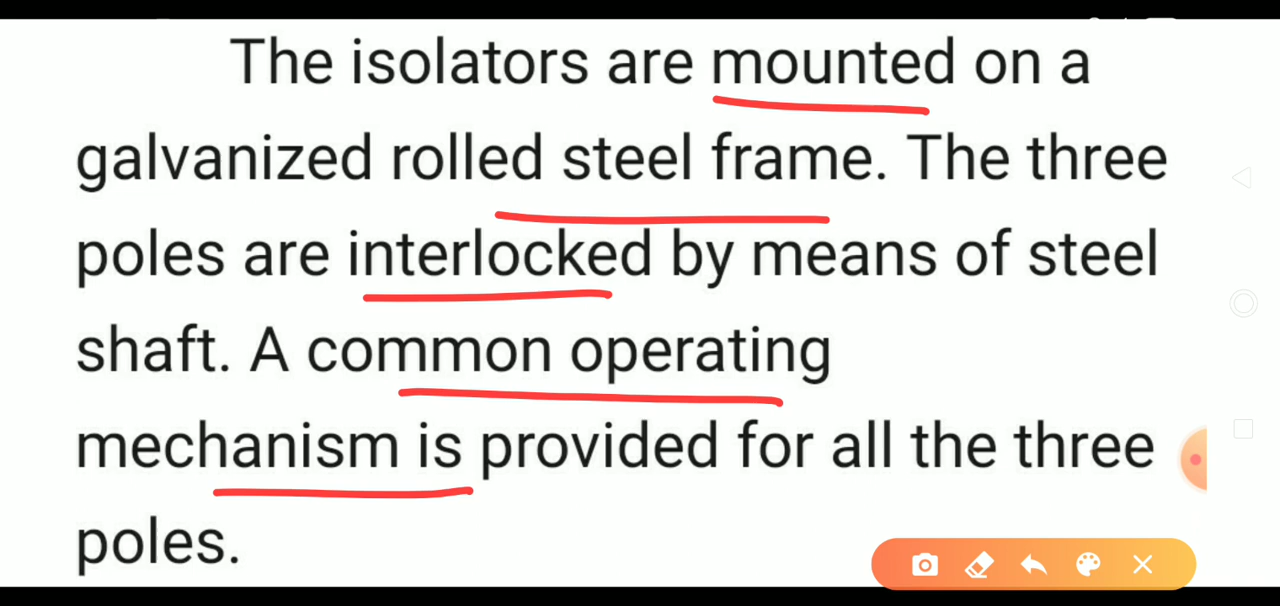 The isolators are mounted on a
galvanized rolled steel frame. The three
poles are interlocked by means of steel
shaft. A common operating
mechanism is provided for all the three
poles.